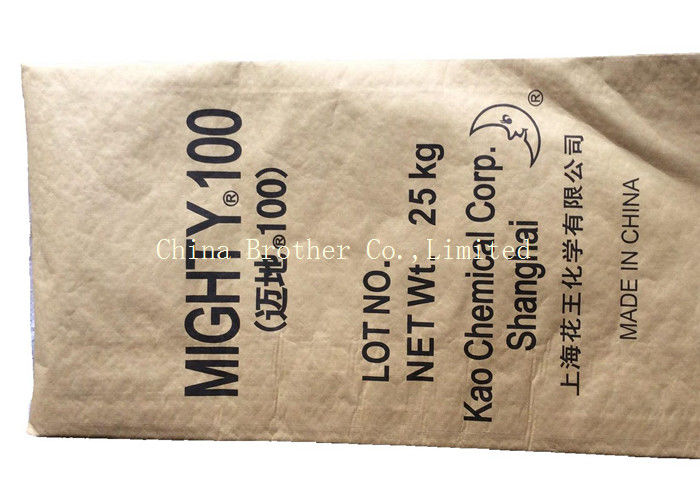 MIGHTY®100
(迈地®100)
LOT NO.
NET Wt. 25 kg
Kao Chemical Corp.
®
Shanghai
上海花王化学有限公司
MADE IN CHINA
China Brother Co.,Limited